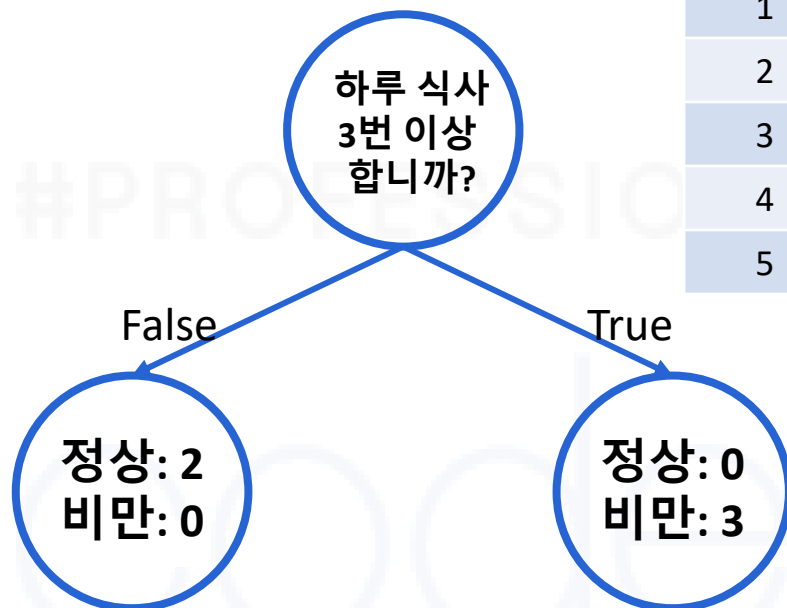 하루 식사
3번 이상
합니까?
1
2
3
4
5
#PROFESSIO
False
True
정상: 2
비만: 0
정상: 0
비만: 3